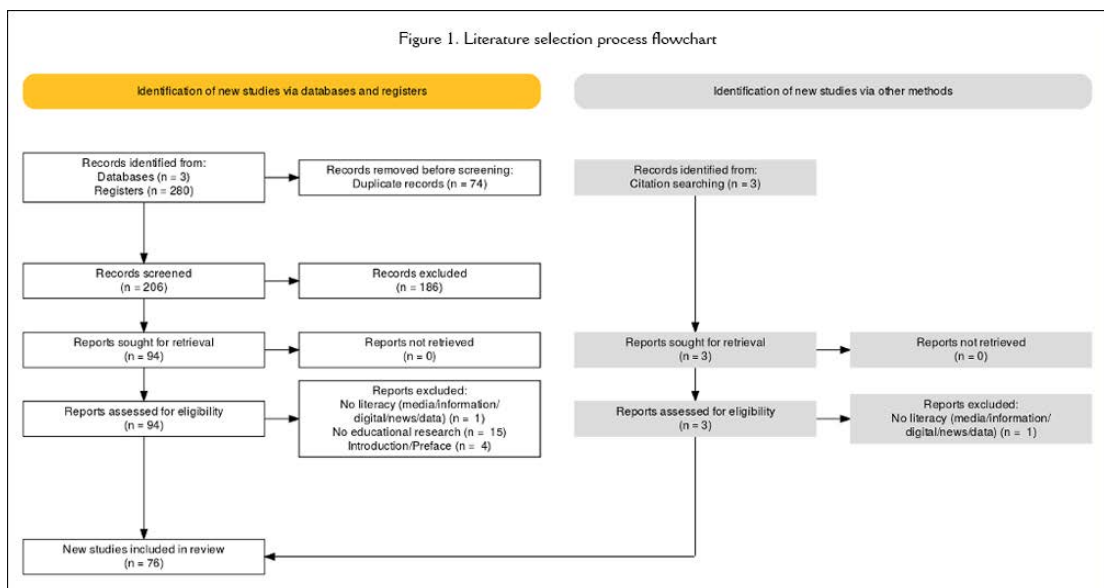 Figure 1. Literature selection process flowchart
Identification of new studies via databases and registers
Identification of new studies via other methods
Records identified from:
Databases (n = 3)
Registers (n = 280)
Records removed before screening:
Duplicate records (n = 74)
Records identified from:
Citation searching (n = 3)
Records screened
(n = 206)
Records excluded
(n = 186)
Reports sought for retrieval
(n = 94)
Reports not retrieved
(n = 0)
Reports sought for retrieval
(n = 3)
Reports not retrieved
(n = 0)
Reports assessed for eligibility
(n = 94)
Reports excluded:
No literacy (media/information/
digital/news/data) (n = 1)
No educational research (n = 15)
Introduction/Preface (n = 4)
Reports assessed for eligibility
(n = 3)
Reports excluded:
No literacy (media/information/
digital/news/data) (n = 1)
New studies included in review
(n = 76)